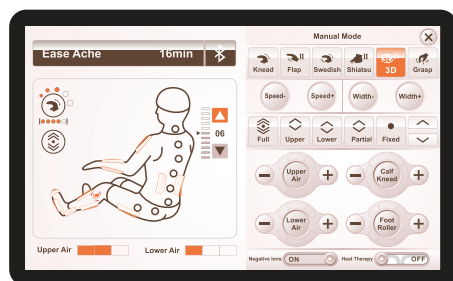 Ease Ache 16min
06
Upper Air
Lower Air
Manual Mode
Knead
Flap
Swedish
Shiatsu
3D
Grasp
Speed-
Speed+
Width-
Width+
Full
Upper
Lower
Partial
Fixed
Upper
Air
Calf
Knead
Lower
Air
Foot
Roller
Negative Ions
ON
Heat Therapy
OFF